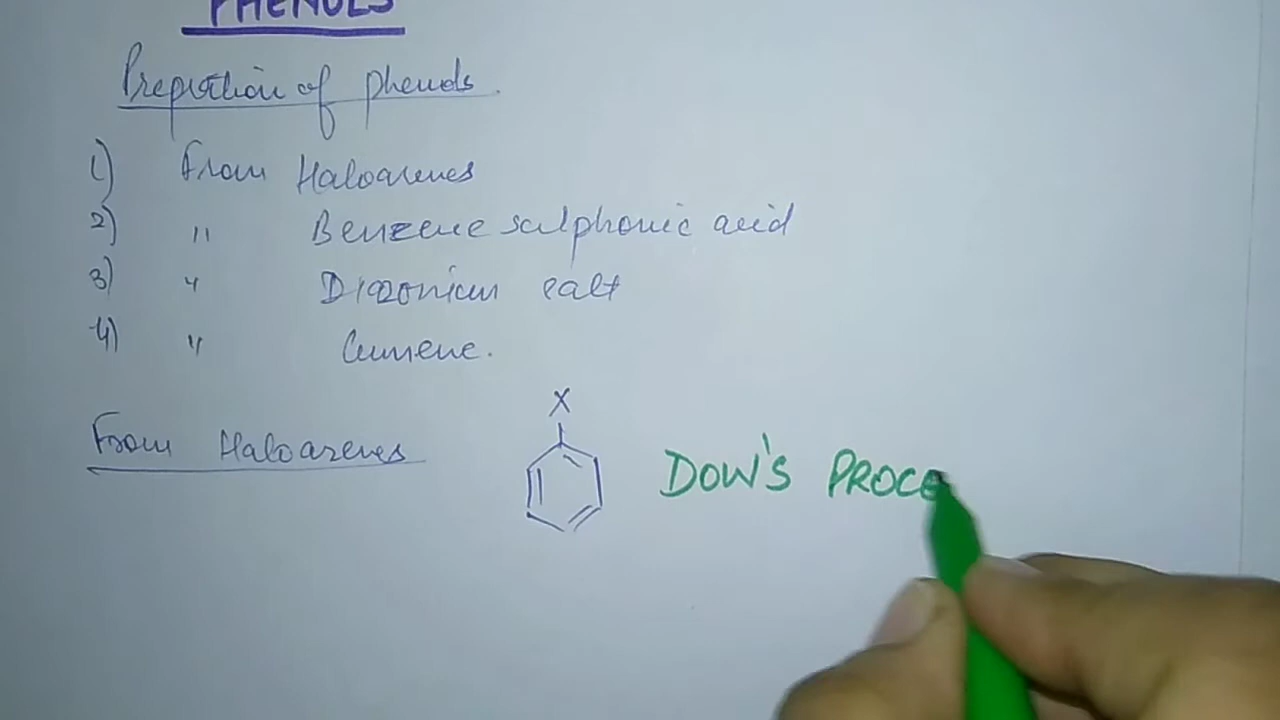 PHENOLS
Prepration of phenols.
1) From Haloarenes
2) " Benzene sulphonic acid
3) " Diazonium salt
4) " Cumene.
X
From Haloarenes
DOW'S PROCE